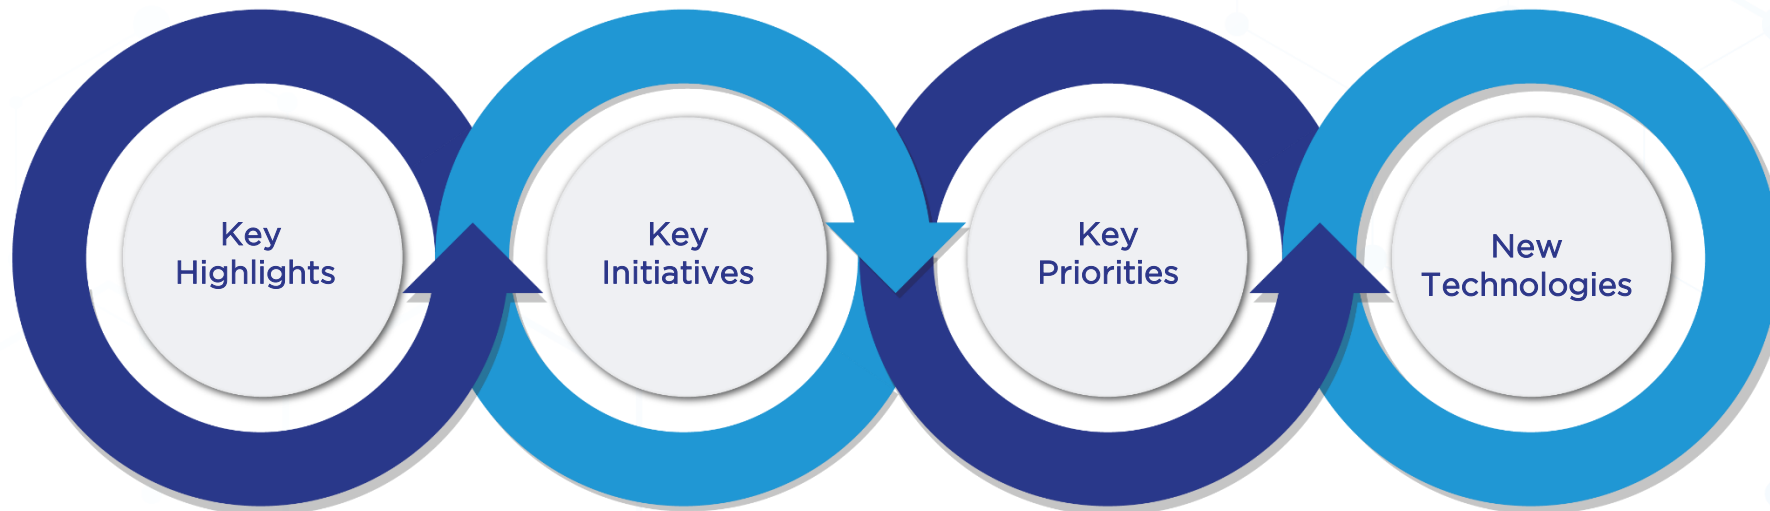 Key
Highlights
Key
Initiatives
Key
Priorities
New
Technologies